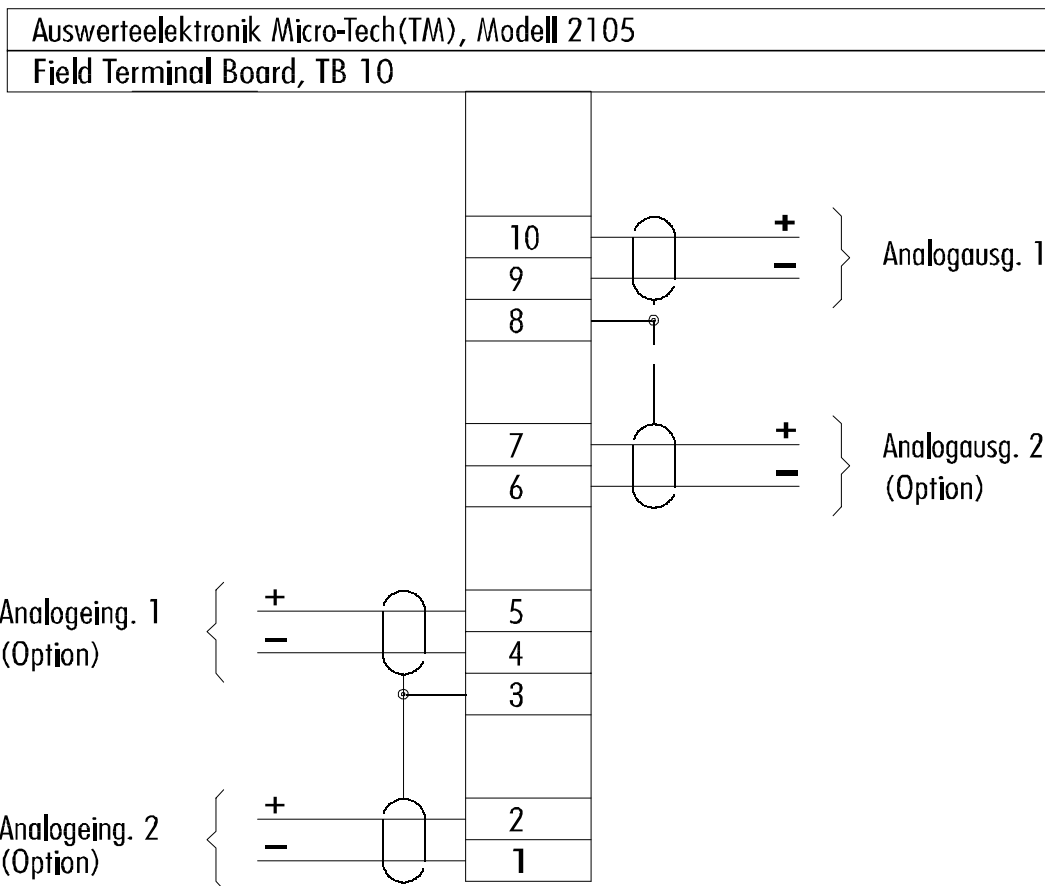 Auswerteelektronik Micro-Tech(TM), Modell 2105
Field Terminal Board, TB 10
10
+
Analogausg. 1
9
−
8
7
+
Analogausg. 2
6
−
(Option)
Analogeing. 1
+
5
(Option)
−
4
3
Analogeing. 2
+
2
(Option)
−
1